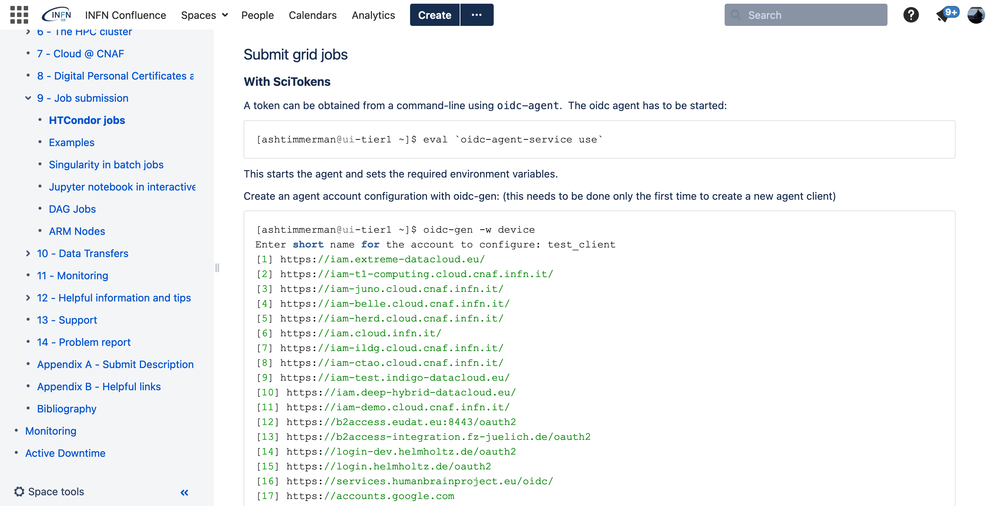 INFN CCR INFN Confluence Spaces People Calendars Analytics Create ··· Search ? 9+
6 - The HPC cluster
7 - Cloud @ CNAF
8 - Digital Personal Certificates a
9 - Job submission
HTCondor jobs
Examples
Singularity in batch jobs
Jupyter notebook in interactive
DAG Jobs
ARM Nodes
10 - Data Transfers
11 - Monitoring
12 - Helpful information and tips
13 - Support
14 - Problem report
Appendix A - Submit Description
Appendix B - Helpful links
Bibliography
Monitoring
Active Downtime
Space tools
Submit grid jobs
With SciTokens
A token can be obtained from a command-line using oidc-agent. The oidc agent has to be started:
[ashtimmerman@ui-tier1 ~]$ eval `oidc-agent-service use`
This starts the agent and sets the required environment variables.
Create an agent account configuration with oidc-gen: (this needs to be done only the first time to create a new agent client)
[ashtimmerman@ui-tier1 ~]$ oidc-gen -w device
Enter short name for the account to configure: test_client
[1] https://iam.extreme-datacloud.eu/
[2] https://iam-t1-computing.cloud.cnaf.infn.it/
[3] https://iam-juno.cloud.cnaf.infn.it/
[4] https://iam-belle.cloud.cnaf.infn.it/
[5] https://iam-herd.cloud.cnaf.infn.it/
[6] https://iam.cloud.infn.it/
[7] https://iam-ildg.cloud.cnaf.infn.it/
[8] https://iam-ctao.cloud.cnaf.infn.it/
[9] https://iam-test.indigo-datacloud.eu/
[10] https://iam.deep-hybrid-datacloud.eu/
[11] https://iam-demo.cloud.cnaf.infn.it/
[12] https://b2access.eudat.eu:8443/oauth2
[13] https://b2access-integration.fz-juelich.de/oauth2
[14] https://login-dev.helmholtz.de/oauth2
[15] https://login.helmholtz.de/oauth2
[16] https://services.humanbrainproject.eu/oidc/
[17] https://accounts.google.com